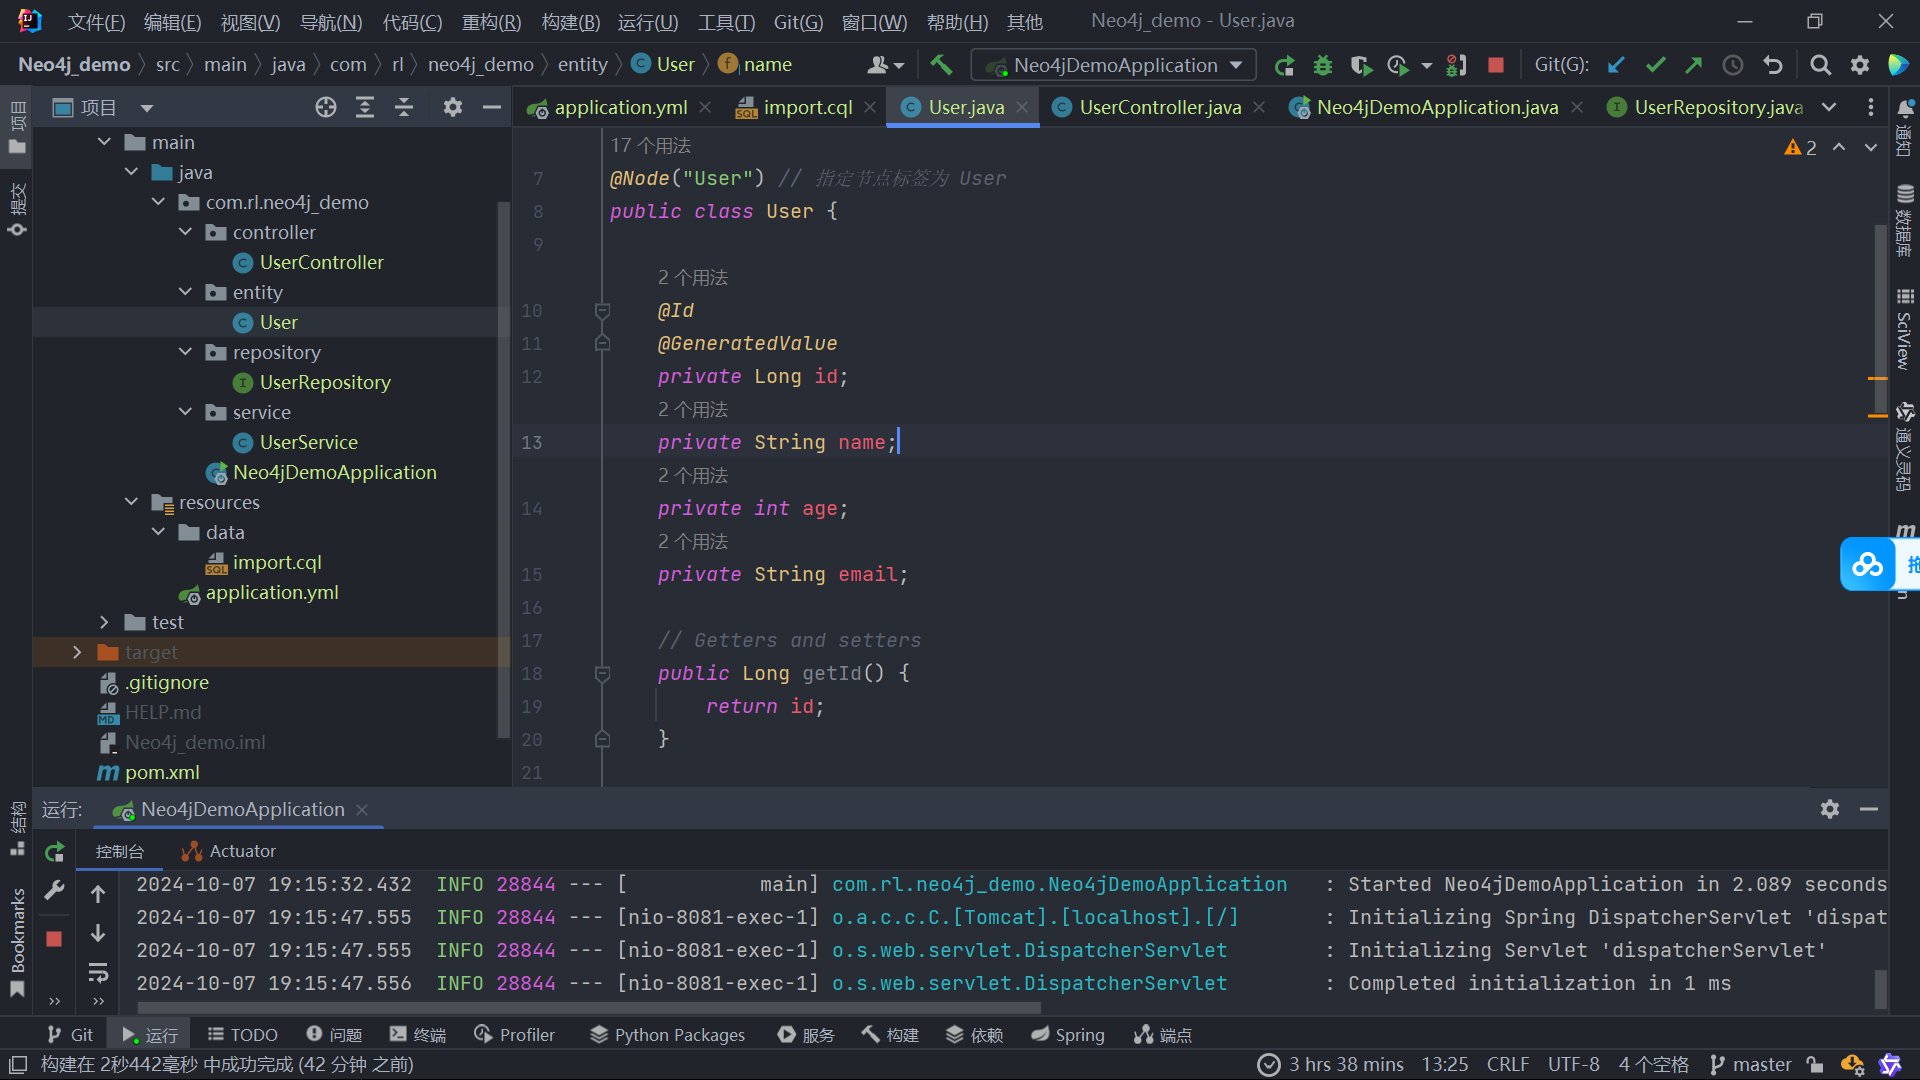 文件(F) 编辑(E) 视图(V) 导航(N) 代码(C) 重构(R) 构建(B) 运行(U) 工具(T) Git(G) 窗口(W) 帮助(H) 其他 Neo4j_demo - User.java
Neo4j_demo src main java com rl neo4j_demo entity User name Neo4jDemoApplication Git(G):
项目
application.yml import.cql User.java UserController.java Neo4jDemoApplication.java UserRepository.java
项目
提交
main
java
com.rl.neo4j_demo
controller
UserController
entity
User
repository
UserRepository
service
UserService
Neo4jDemoApplication
resources
data
import.cql
application.yml
test
target
.gitignore
HELP.md
Neo4j_demo.iml
pom.xml
17 个用法
2
7 @Node("User") // 指定节点标签为 User
8 public class User {
9
2 个用法
10 @Id
11 @GeneratedValue
12 private Long id;
2 个用法
13 private String name;
2 个用法
14 private int age;
2 个用法
15 private String email;
16
17 // Getters and setters
18 public Long getId() {
19 return id;
20 }
21
通知
数据库
SciView
通义灵码
m
拖
n
结构
Bookmarks
运行: Neo4jDemoApplication
控制台 Actuator
2024-10-07 19:15:32.432 INFO 28844 --- [ main] com.rl.neo4j_demo.Neo4jDemoApplication : Started Neo4jDemoApplication in 2.089 seconds
2024-10-07 19:15:47.555 INFO 28844 --- [nio-8081-exec-1] o.a.c.c.C.[Tomcat].[localhost].[/] : Initializing Spring DispatcherServlet 'dispat
2024-10-07 19:15:47.555 INFO 28844 --- [nio-8081-exec-1] o.s.web.servlet.DispatcherServlet : Initializing Servlet 'dispatcherServlet'
2024-10-07 19:15:47.556 INFO 28844 --- [nio-8081-exec-1] o.s.web.servlet.DispatcherServlet : Completed initialization in 1 ms
Git 运行 TODO 问题 终端 Profiler Python Packages 服务 构建 依赖 Spring 端点
构建在 2秒442毫秒 中成功完成 (42 分钟 之前) 3 hrs 38 mins 13:25 CRLF UTF-8 4 个空格 master